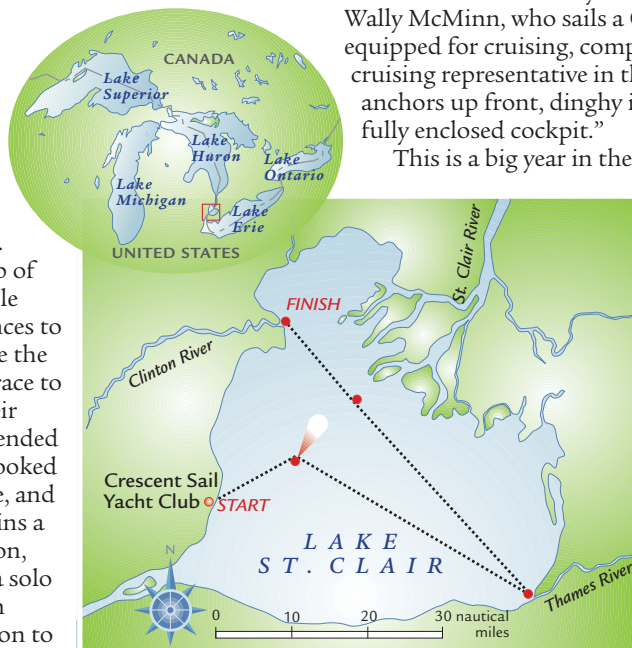 Wally McMinn, who sails a
equipped for cruising, comp
cruising representative in th
anchors up front, dinghy i
fully enclosed cockpit.”
This is a big year in the
CANADA
Lake
Superior
Lake
Huron
Lake
Ontario
Lake
Michigan
Lake
Erie
UNITED STATES
of
le
nces to
e the
race to
eir
ended
ooked
e, and
ins a
on,
a solo
n
on to
St. Clair River
FINISH
Clinton River
Crescent Sail
Yacht Club
START
LAKE
ST. CLAIR
Thames River
N
0 10 20 30 nautical
miles